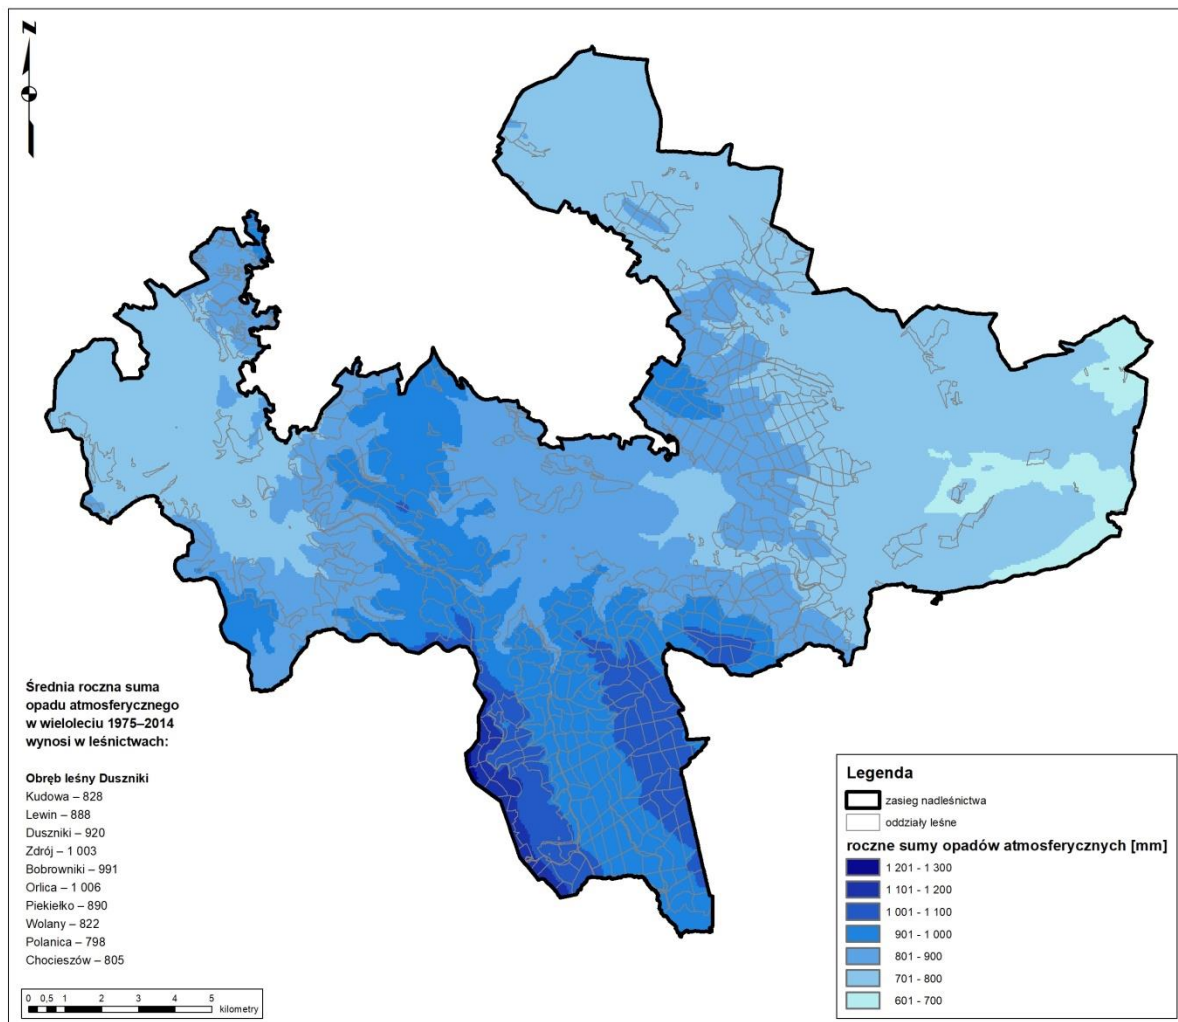 N
Średnia roczna suma
opadu atmosferycznego
w wieloleciu 1975–2014
wynosi w leśnictwach:
Obręb leśny Duszniki
Kudowa – 828
Lewin – 888
Duszniki – 920
Zdrój – 1 003
Bobrowniki – 991
Orlica – 1 006
Piekiełko – 890
Wolany – 822
Polanica – 798
Chocieszów – 805
0 0,5 1 2 3 4 5
kilometry
Legenda
zasięg nadleśnictwa
oddziały leśne
roczne sumy opadów atmosferycznych [mm]
1 201 - 1 300
1 101 - 1 200
1 001 - 1 100
901 - 1 000
801 - 900
701 - 800
601 - 700